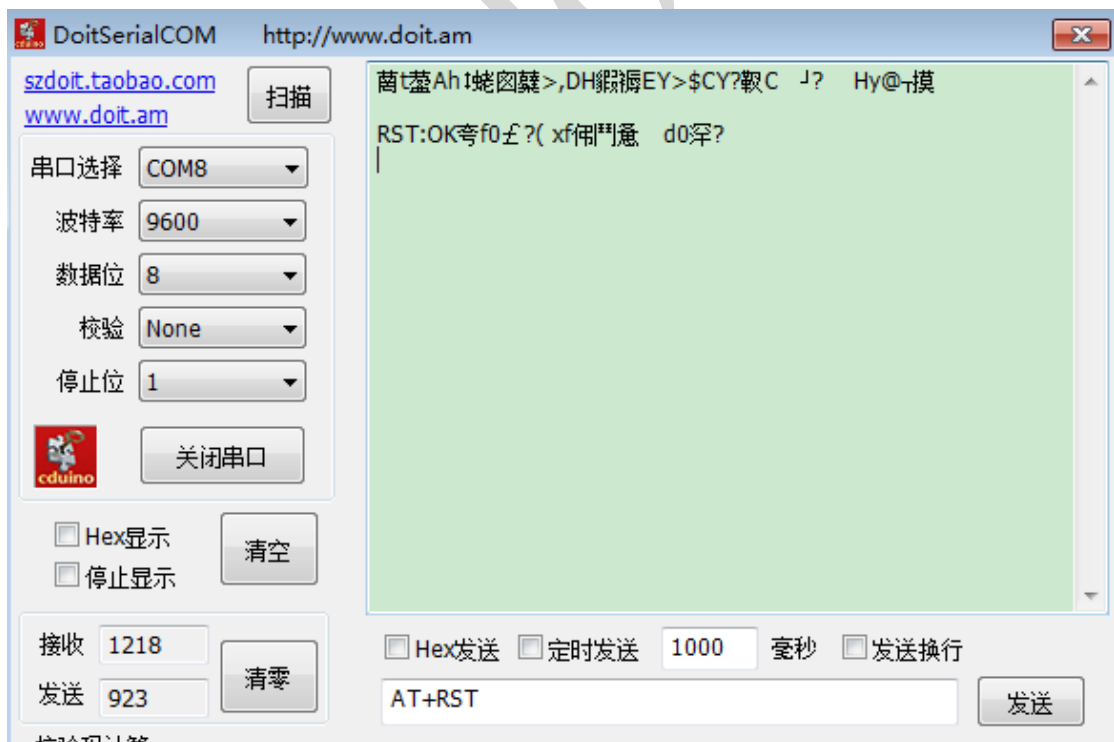 DoitSerialCOM http://www.doit.am
szdoit.taobao.com
www.doit.am
扫描
串口选择 COM8
波特率 9600
数据位 8
校验 None
停止位 1
cduino
关闭串口
Hex显示
停止显示
清空
接收 1218
发送 923
清零
RST:OK
Hex发送 定时发送 1000 毫秒 发送换行
AT+RST
发送